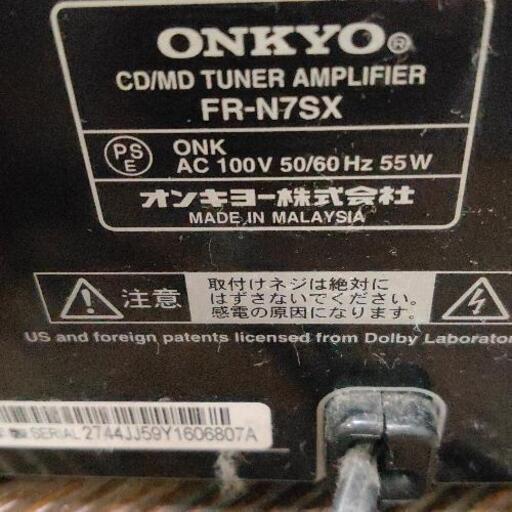 ONKYO®
CD/MD TUNER AMPLIFIER
FR-N7SX
PS
E
ONK
AC 100V 50/60Hz 55W
オンキヨー株式会社
MADE IN MALAYSIA
注意
取付けネジは絶対に
はずさないでください。
感電の原因になります。
US and foreign patents licensed from Dolby Laborator
SERIAL 2744JJ59Y1606807A